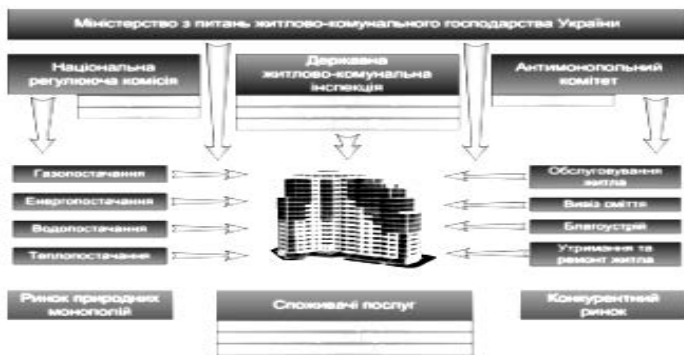 Міністерство з питань житлово-комунального господарства України
Національна
регулююча комісія
Державна
житлово-комунальна
інспекція
Антимонопольний
комітет
Газопостачання
Енергопостачання
Водопостачання
Теплопостачання
Обслуговування
житла
Вивіз сміття
Благоустрій
Утримання та
ремонт житла
Ринок природних
монополій
Споживачі послуг
Конкурентний
ринок